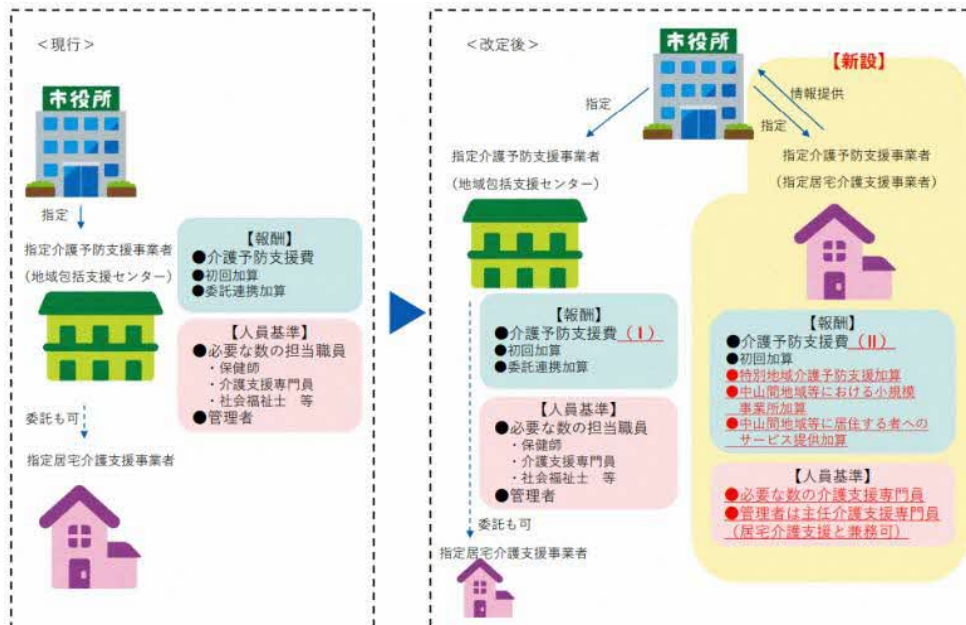 ＜現行＞
市役所
指定
指定介護予防支援事業者
（地域包括支援センター）
【報酬】
●介護予防支援費
●初回加算
●委託連携加算
【人員基準】
●必要な数の担当職員
・保健師
・介護支援専門員
・社会福祉士　等
●管理者
委託も可
指定居宅介護支援事業者
＜改定後＞
市役所
【新設】
指定
情報提供
指定
指定介護予防支援事業者
（地域包括支援センター）
【報酬】
●介護予防支援費（Ⅰ）
●初回加算
●委託連携加算
【人員基準】
●必要な数の担当職員
・保健師
・介護支援専門員
・社会福祉士　等
●管理者
委託も可
指定居宅介護支援事業者
指定介護予防支援事業者
（指定居宅介護支援事業者）
【報酬】
●介護予防支援費（Ⅱ）
●初回加算
●特別地域介護予防支援加算
●中山間地域等における小規模
事業所加算
●中山間地域等に居住する者への
サービス提供加算
【人員基準】
●必要な数の介護支援専門員
●管理者は主任介護支援専門員
（居宅介護支援と兼務可）